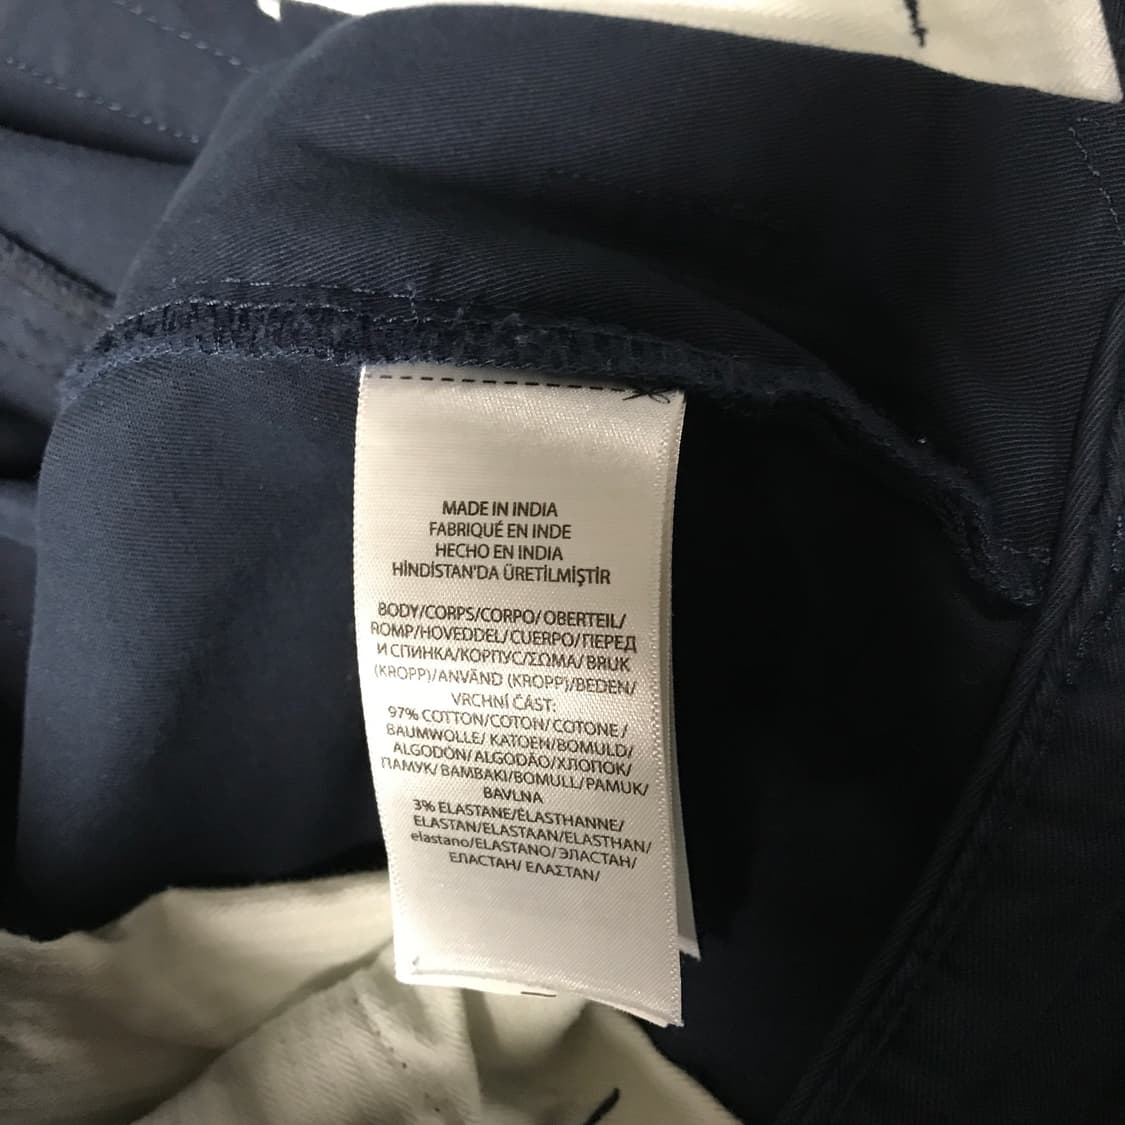 MADE IN INDIA
FABRIQUÉ EN INDE
HECHO EN INDIA
HİNDİSTAN'DA ÜRETİLMİŞTİR
BODY/CORPS/CORPO/ OBERTEIL/
ROMP/HOVEDDEL/CUERPO/ПЕРЕД
И СПИНКА/КОРПУС/ΣΩΜΑ/ BRUK
(KROPP)/ANVÄND (KROPP)/BEDEN/
VRCHNÍ ČÁST:
97% COTTON/COTON/ COTONE /
BAUMWOLLE/ KATOEN/BOMULD/
ALGODÓN/ ALGODÃO/ХЛОПОК/
ПАМУК/ BAMBAKI/BOMULL/PAMUK/
BAVLNA
3% ELASTANE/ÉLASTHANNE/
ELASTAN/ELASTAAN/ELASTHAN/
elastano/ELASTANO/ЭЛАСТАН/
ЕЛАСТАН/ ΕΛΑΣΤΑΝ/